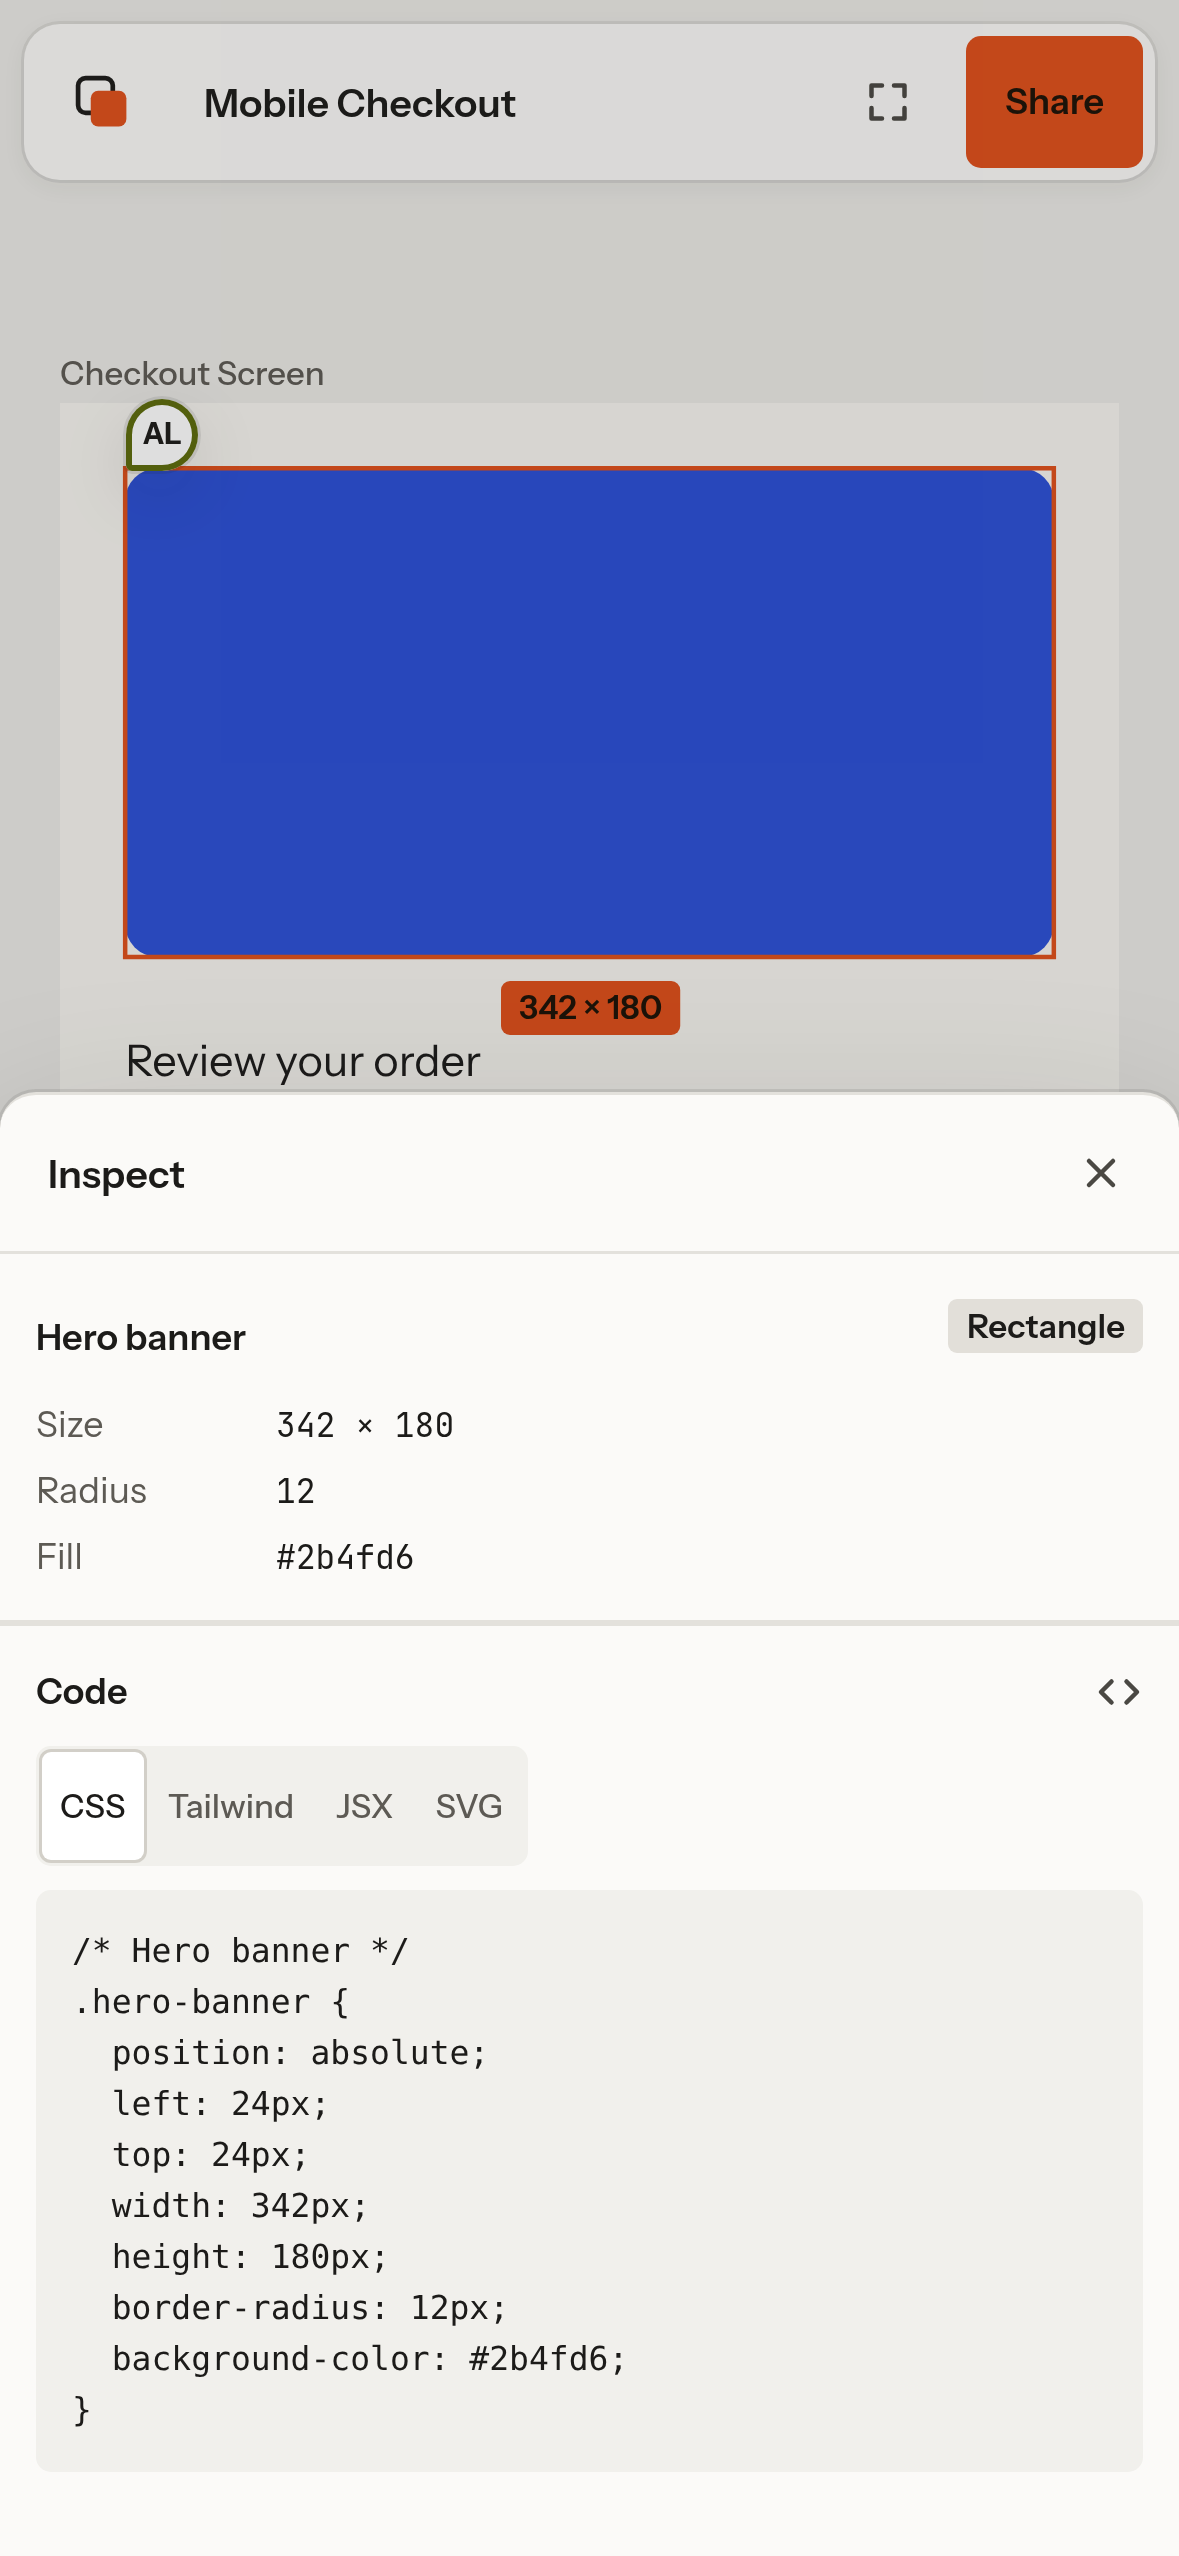 Mobile Checkout
Share
Checkout Screen
AL
342 × 180
Review your order
Inspect
Hero banner
Rectangle
Size 342 × 180
Radius 12
Fill #2b4fd6
Code
CSS Tailwind JSX SVG
/* Hero banner */
.hero-banner {
  position: absolute;
  left: 24px;
  top: 24px;
  width: 342px;
  height: 180px;
  border-radius: 12px;
  background-color: #2b4fd6;
}